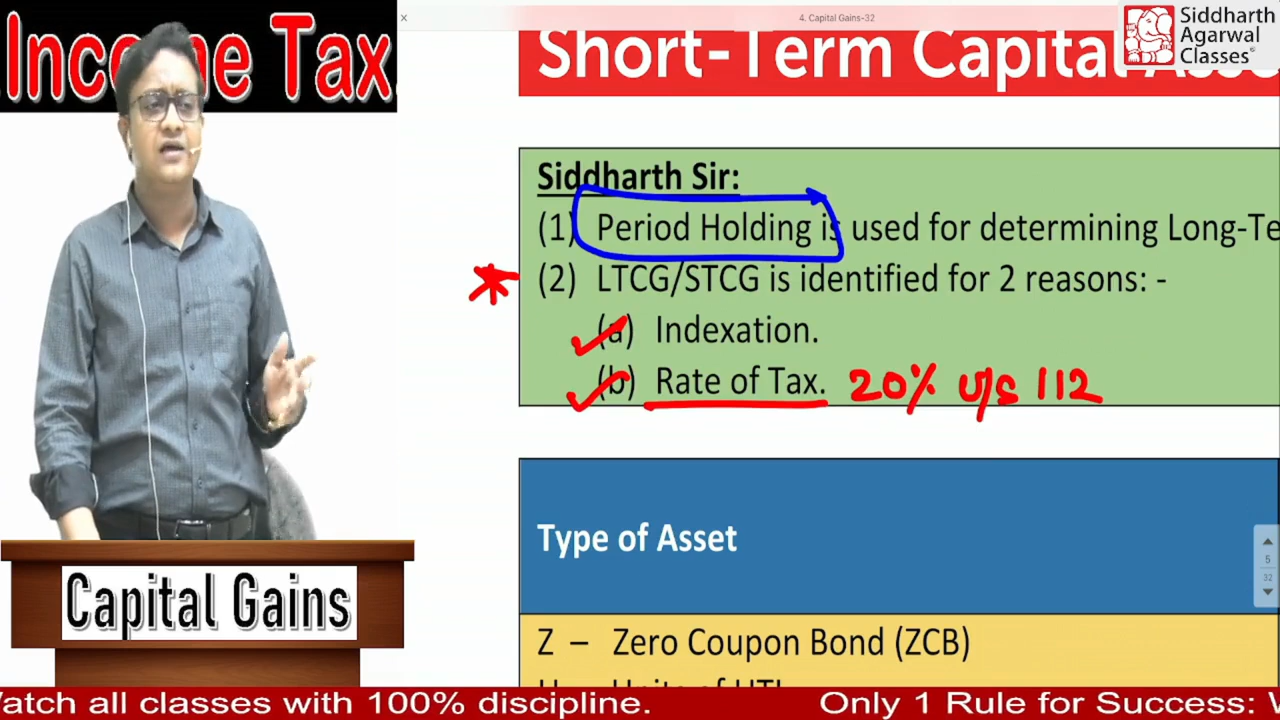 Income Tax.
4. Capital Gains-32
Siddharth
Agarwal
Classes
Short-Term Capital
Siddharth Sir:
(1) Period Holding is used for determining Long-Te
* (2) LTCG/STCG is identified for 2 reasons: -
(a) Indexation.
(b) Rate of Tax. 20% u/s 112
Type of Asset
Z – Zero Coupon Bond (ZCB)
5
32
Capital Gains
Watch all classes with 100% discipline. Only 1 Rule for Success: W